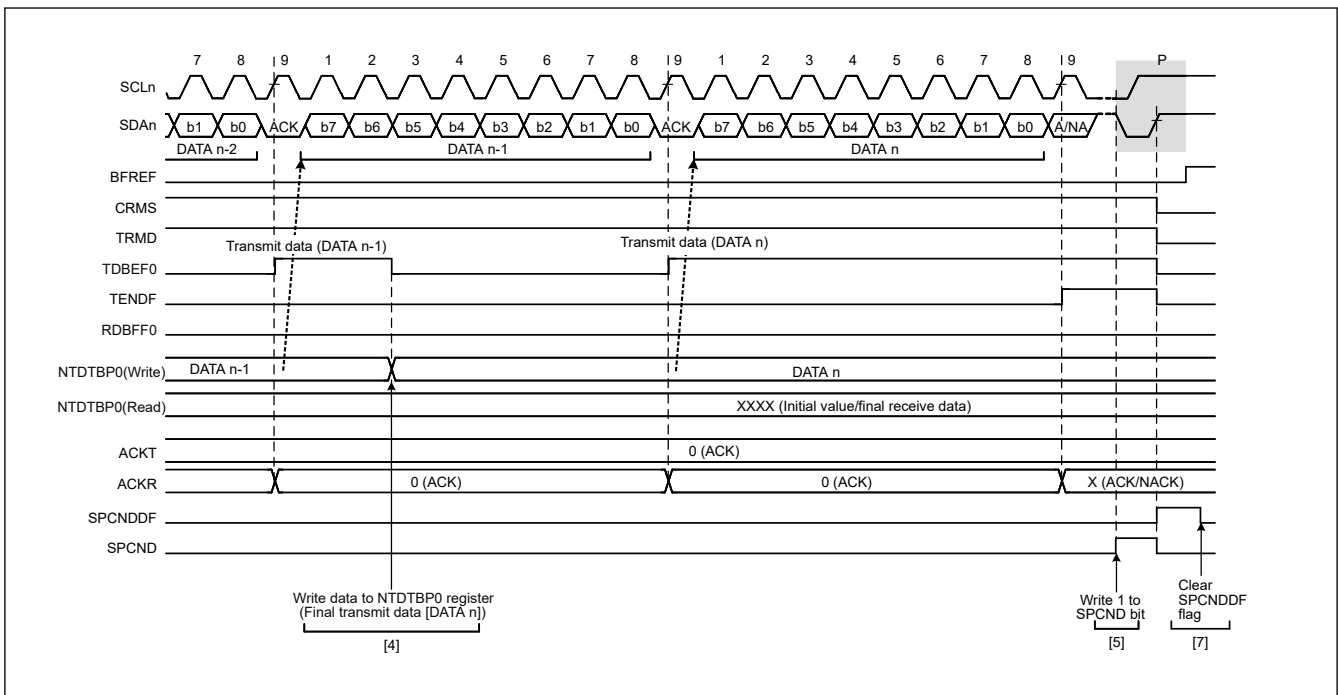 7 8 9 1 2 3 4 5 6 7 8 9 1 2 3 4 5 6 7 8 9 P
SCLn
SDAn b1 b0 ACK b7 b6 b5 b4 b3 b2 b1 b0 ACK b7 b6 b5 b4 b3 b2 b1 b0 A/NA
DATA n-2 DATA n-1 DATA n
BFREF
CRMS
TRMD
Transmit data (DATA n-1) Transmit data (DATA n)
TDBEF0
TENDF
RDBFF0
NTDTBP0(Write) DATA n-1 DATA n
NTDTBP0(Read) XXXX (Initial value/final receive data)
ACKT 0 (ACK)
ACKR 0 (ACK) 0 (ACK) X (ACK/NACK)
SPCNDDF
SPCND
Write data to NTDTBP0 register
(Final transmit data [DATA n])
[4]
Write 1 to
SPCND bit
[5]
Clear
SPCNDDF
flag
[7]